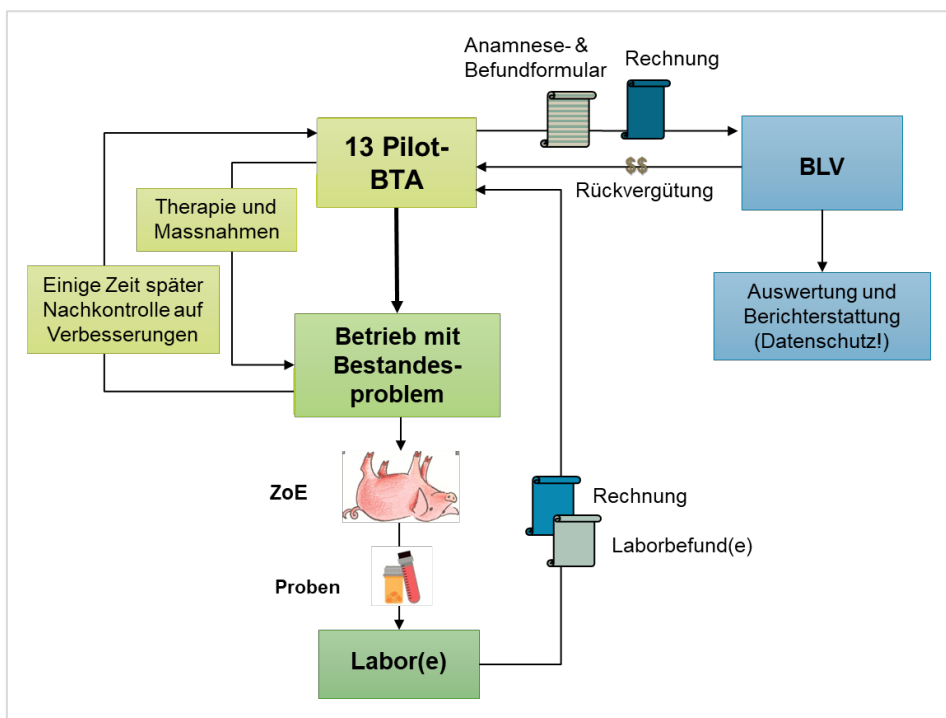 Anamnese- &
Befundformular
Rechnung
13 Pilot-
BTA
BLV
Rückvergütung
Therapie und
Massnahmen
Einige Zeit später
Nachkontrolle auf
Verbesserungen
Auswertung und
Berichterstattung
(Datenschutz!)
Betrieb mit
Bestandes-
problem
ZoE
Rechnung
Laborbefund(e)
Proben
Labor(e)